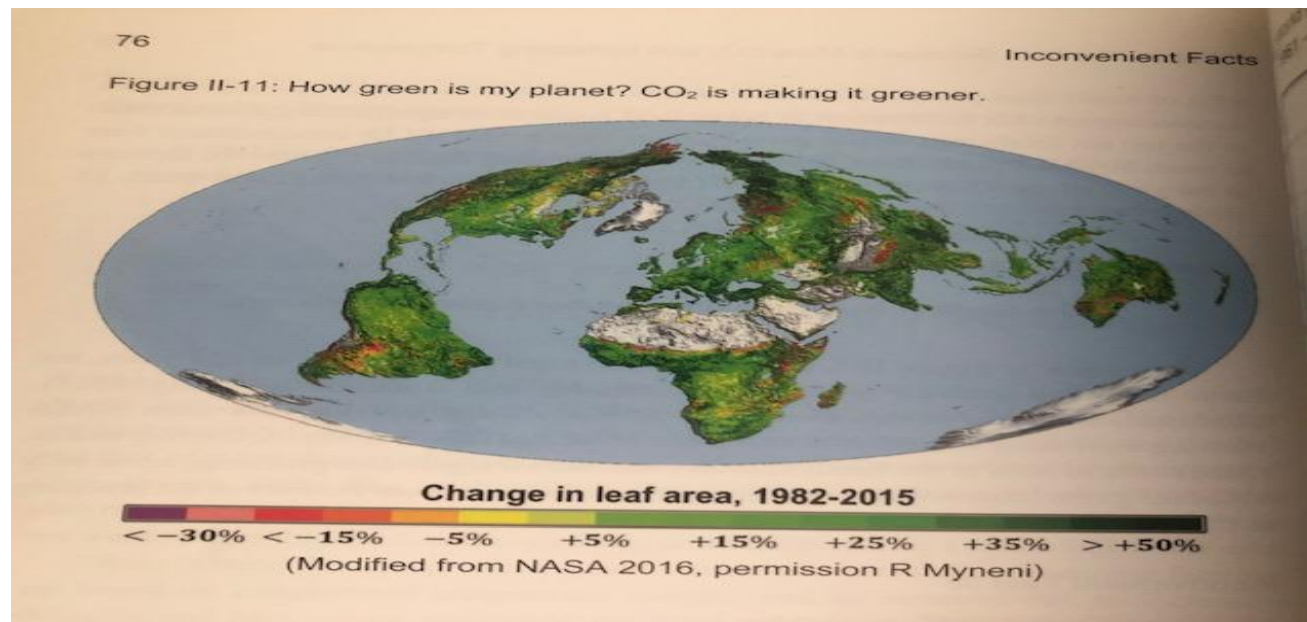 76
Inconvenient Facts
Figure II-11: How green is my planet? CO₂ is making it greener.
Change in leaf area, 1982-2015
< −30% < −15% −5% +5% +15% +25% +35% > +50%
(Modified from NASA 2016, permission R Myneni)